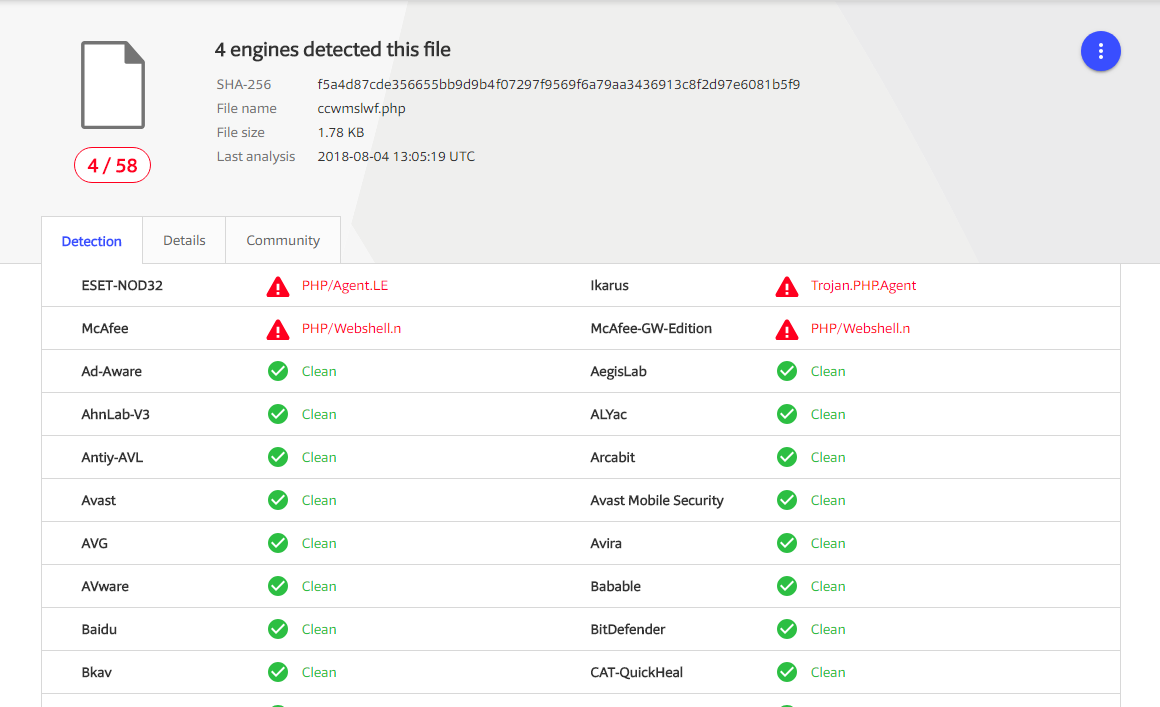 4 engines detected this file
SHA-256 f5a4d87cde356655bb9d9b4f07297f9569f6a79aa3436913c8f2d97e6081b5f9
File name ccwmslwf.php
File size 1.78 KB
Last analysis 2018-08-04 13:05:19 UTC
4 / 58
Detection Details Community
ESET-NOD32 PHP/Agent.LE Ikarus Trojan.PHP.Agent
McAfee PHP/Webshell.n McAfee-GW-Edition PHP/Webshell.n
Ad-Aware Clean AegisLab Clean
AhnLab-V3 Clean ALYac Clean
Antiy-AVL Clean Arcabit Clean
Avast Clean Avast Mobile Security Clean
AVG Clean Avira Clean
AVware Clean Babable Clean
Baidu Clean BitDefender Clean
Bkav Clean CAT-QuickHeal Clean